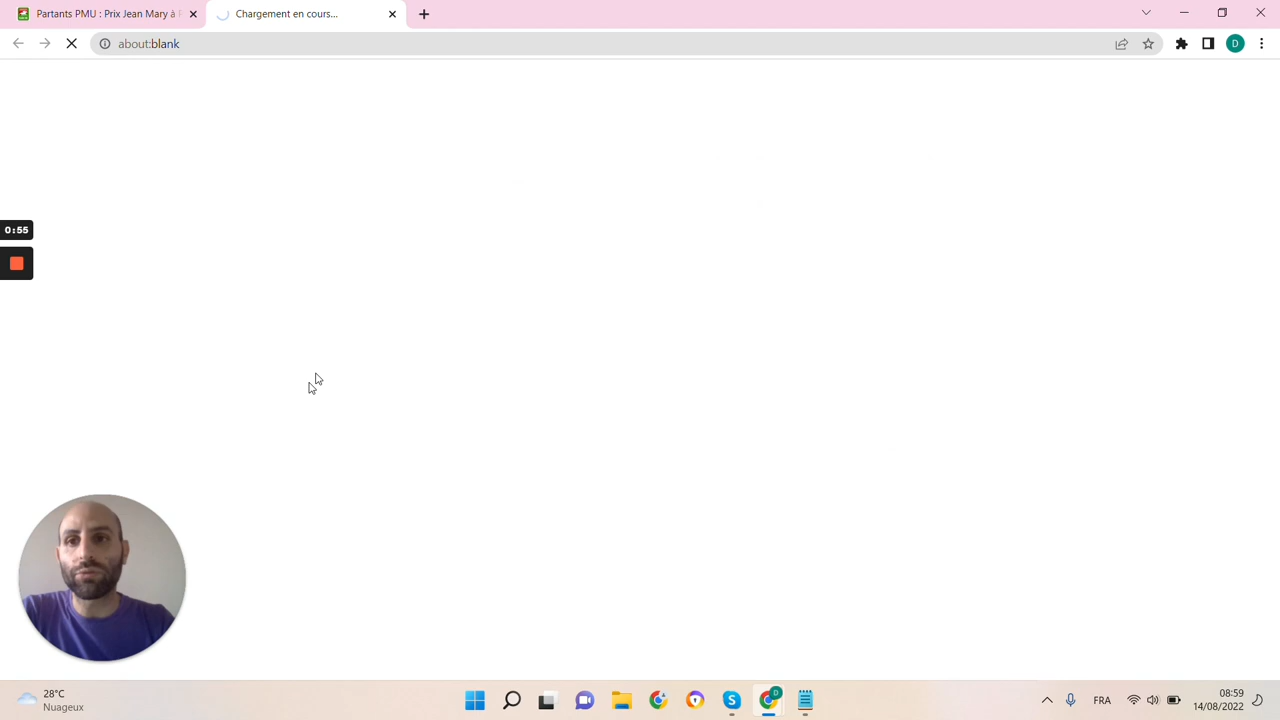 Partants PMU : Prix Jean Mary à
Chargement en cours...
about:blank
D
0:55
28°C
Nuageux
D
FRA
08:59
14/08/2022